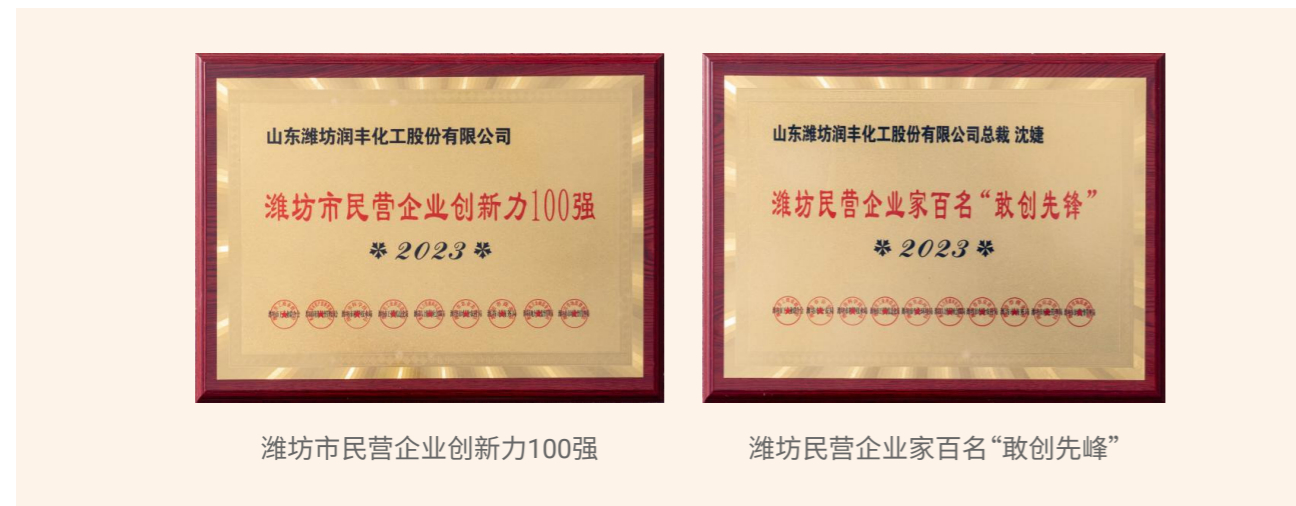 山东潍坊润丰化工股份有限公司
潍坊市民营企业创新力100强
2023
山东潍坊润丰化工股份有限公司总裁 沈婕
潍坊民营企业家百名“敢创先锋”
2023
潍坊市民营企业创新力100强
潍坊民营企业家百名“敢创先峰”